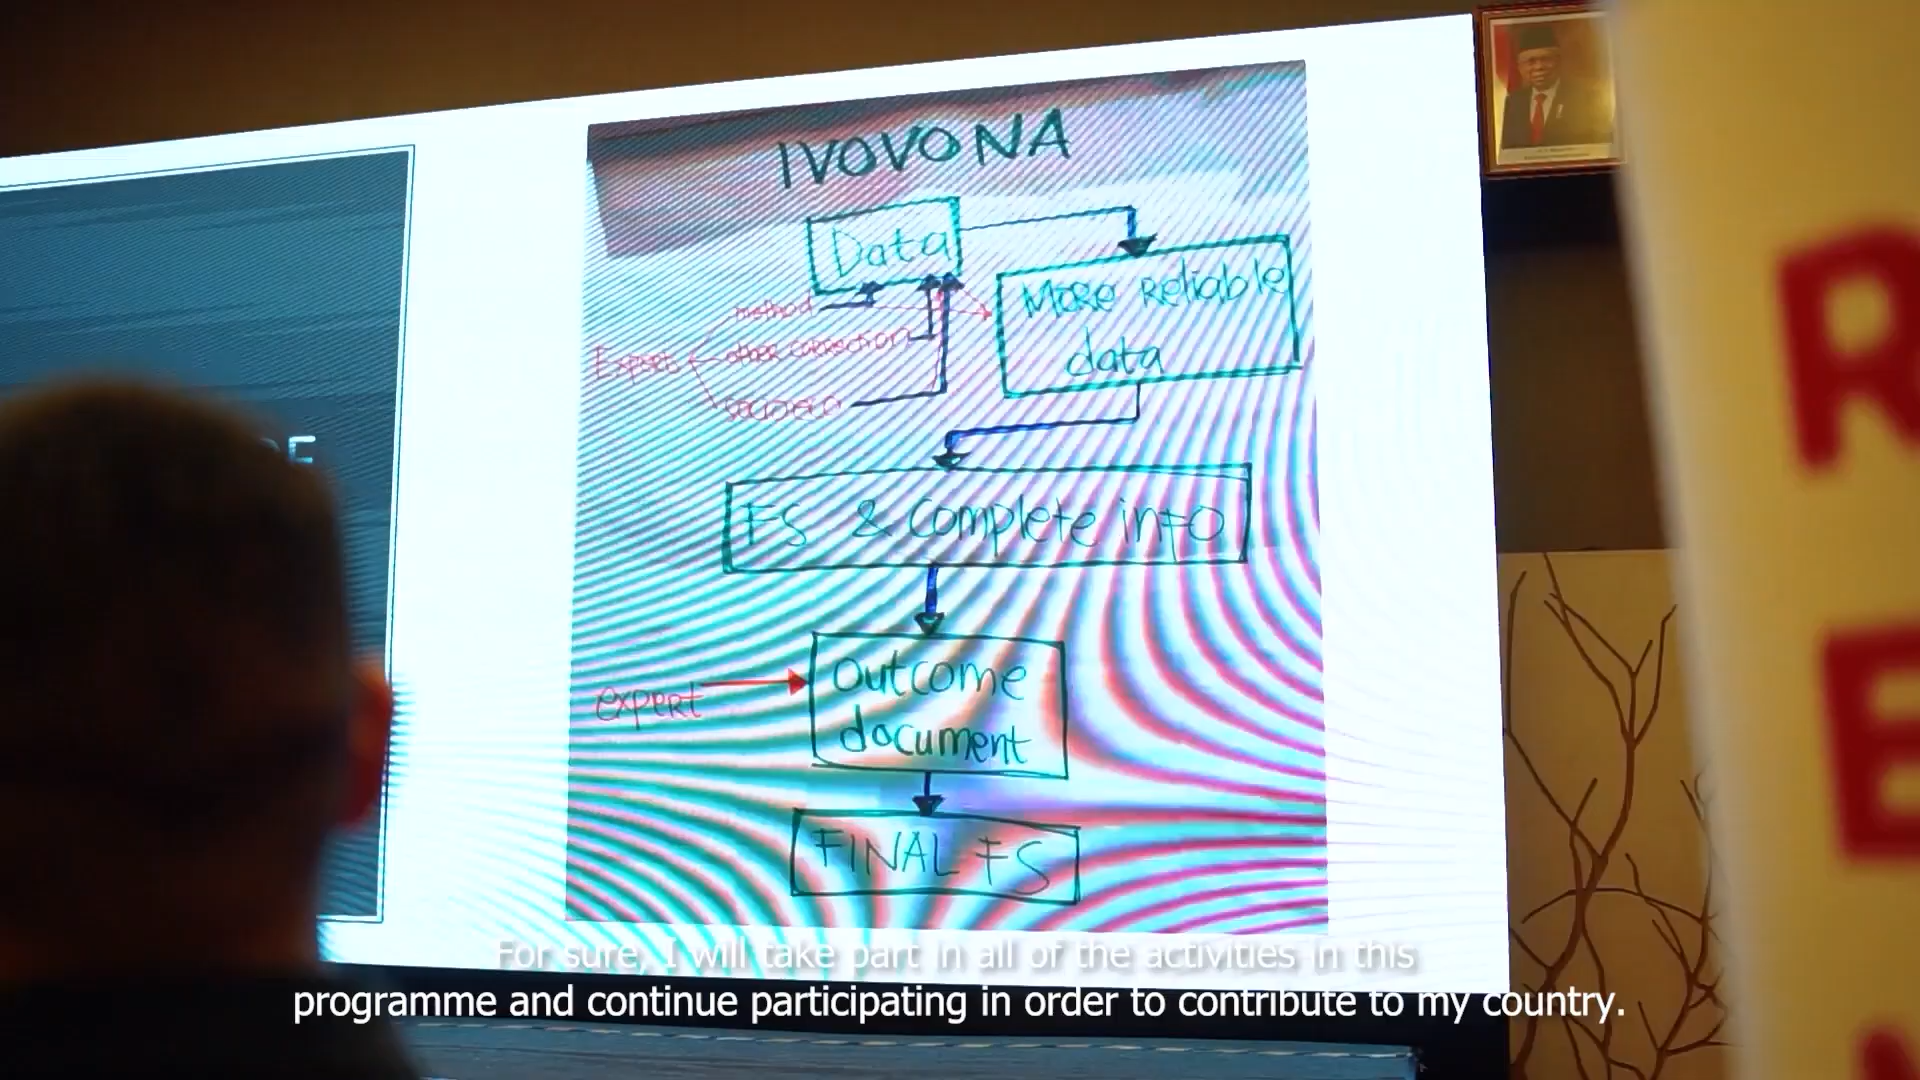 IVOVONA
Data
More Reliable
data
method
other correction
Expert
FS & Complete info
Outcome
document
expert
FINAL FS
R
E
For sure, I will take part in all of the activities in this
programme and continue participating in order to contribute to my country.